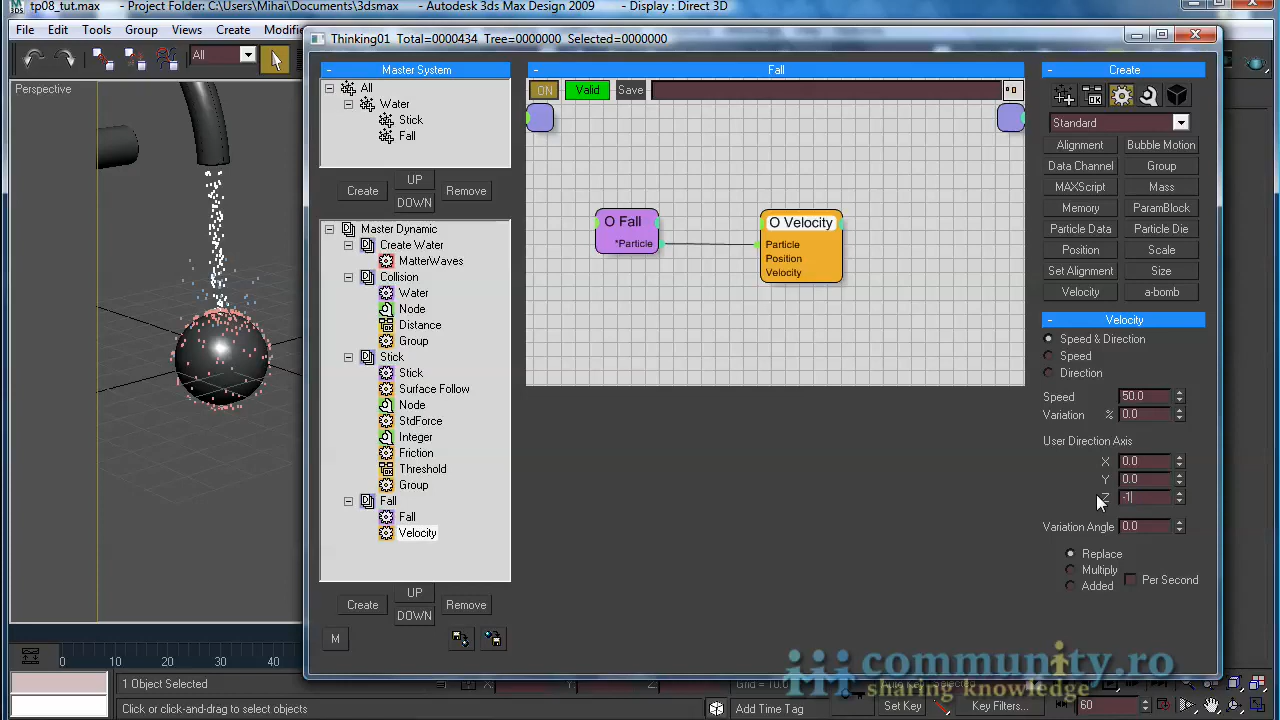 tp08_tut.max - Project Folder: C:\Users\Mihai\Documents\3dsmax - Autodesk 3ds Max Design 2009 - Display : Direct 3D
File Edit Tools Group Views Create Modifi
All
Perspective
Thinking01 Total=0000434 Tree=0000000 Selected=0000000
Master System
All
Water
Stick
Fall
Create
UP
DOWN
Remove
Master Dynamic
Create Water
MatterWaves
Collision
Water
Node
Distance
Group
Stick
Stick
Surface Follow
Node
StdForce
Integer
Friction
Threshold
Group
Fall
Fall
Velocity
Create
UP
DOWN
Remove
M
Fall
ON Valid Save
O Fall
*Particle
O Velocity
Particle
Position
Velocity
Create
Standard
Alignment Bubble Motion
Data Channel Group
MAXScript Mass
Memory ParamBlock
Particle Data Particle Die
Position Scale
Set Alignment Size
Velocity a-bomb
Velocity
Speed & Direction
Speed
Direction
Speed 50.0
Variation % 0.0
User Direction Axis
X 0.0
Y 0.0
Z -1
Variation Angle 0.0
Replace
Multiply
Added
Per Second
0 10 20 30 40 50 60
1 Object Selected
Click or click-and-drag to select objects
Add Time Tag
Set Key
Key Filters...
60
community.ro
sharing knowledge